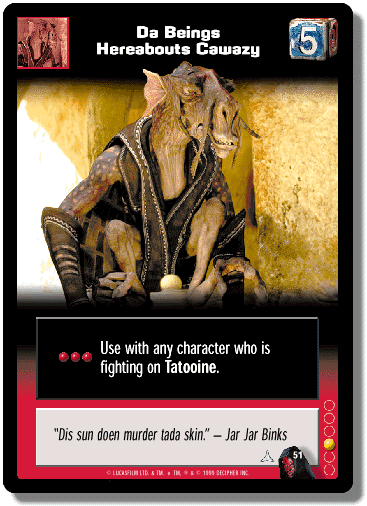 Da Beings
Hereabouts Cawazy
5
Use with any character who is
fighting on Tatooine.
"Dis sun doen murder tada skin." – Jar Jar Binks
51
© LUCASFILM LTD. & TM. ® & © 1999 DECIPHER INC.